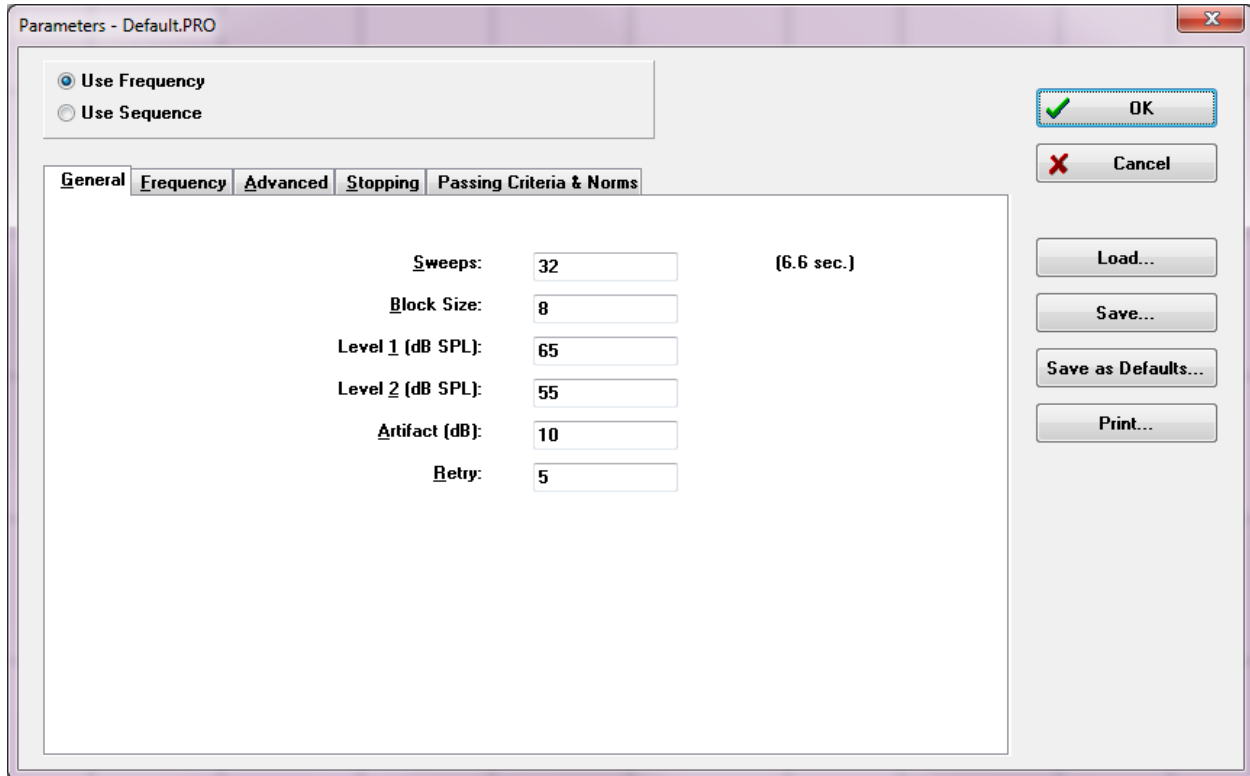 Parameters - Default.PRO
Use Frequency
Use Sequence
OK
Cancel
General Frequency Advanced Stopping Passing Criteria & Norms
Sweeps: 32 (6.6 sec.)
Block Size: 8
Level 1 (dB SPL): 65
Level 2 (dB SPL): 55
Artifact (dB): 10
Retry: 5
Load...
Save...
Save as Defaults...
Print...